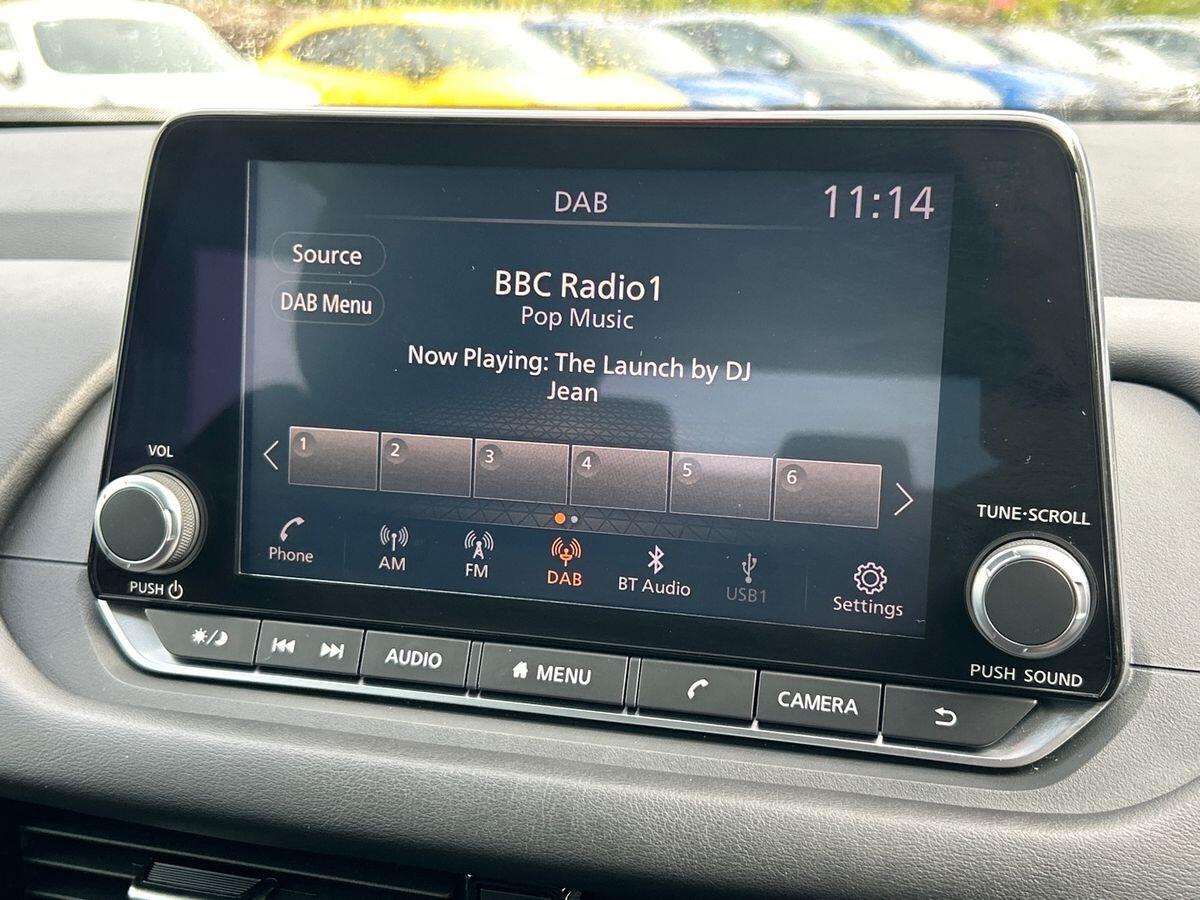 DAB
11:14
Source
DAB Menu
BBC Radio1
Pop Music
Now Playing: The Launch by DJ
Jean
1 2 3 4 5 6
Phone AM FM DAB BT Audio USB1 Settings
VOL
PUSH
TUNE·SCROLL
PUSH SOUND
AUDIO MENU CAMERA